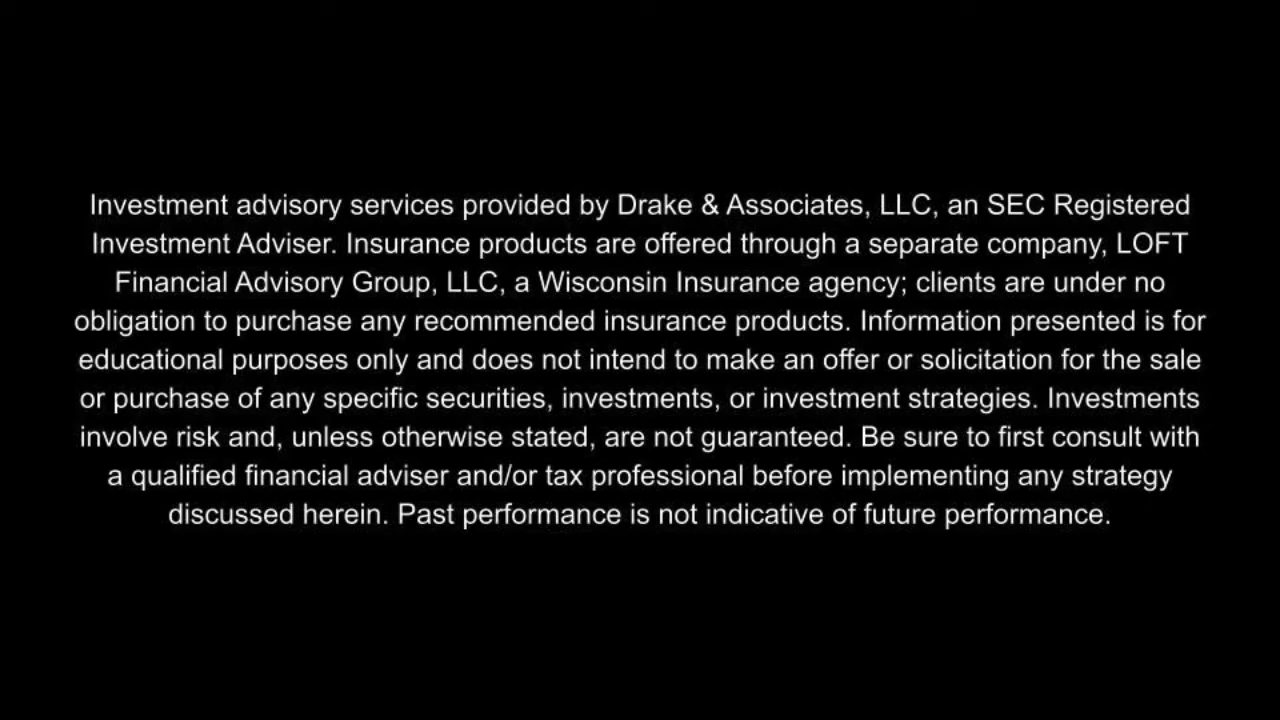 Investment advisory services provided by Drake & Associates, LLC, an SEC Registered
Investment Adviser. Insurance products are offered through a separate company, LOFT
Financial Advisory Group, LLC, a Wisconsin Insurance agency; clients are under no
obligation to purchase any recommended insurance products. Information presented is for
educational purposes only and does not intend to make an offer or solicitation for the sale
or purchase of any specific securities, investments, or investment strategies. Investments
involve risk and, unless otherwise stated, are not guaranteed. Be sure to first consult with
a qualified financial adviser and/or tax professional before implementing any strategy
discussed herein. Past performance is not indicative of future performance.